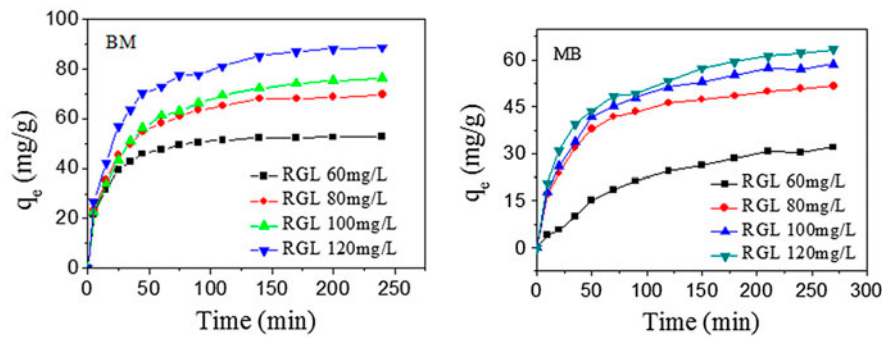 BM
100
80
60
40
20
0
qe (mg/g)
RGL 60mg/L
RGL 80mg/L
RGL 100mg/L
RGL 120mg/L
0 50 100 150 200 250
Time (min)
MB
60
45
30
15
0
qe (mg/g)
RGL 60mg/L
RGL 80mg/L
RGL 100mg/L
RGL 120mg/L
0 50 100 150 200 250 300
Time (min)